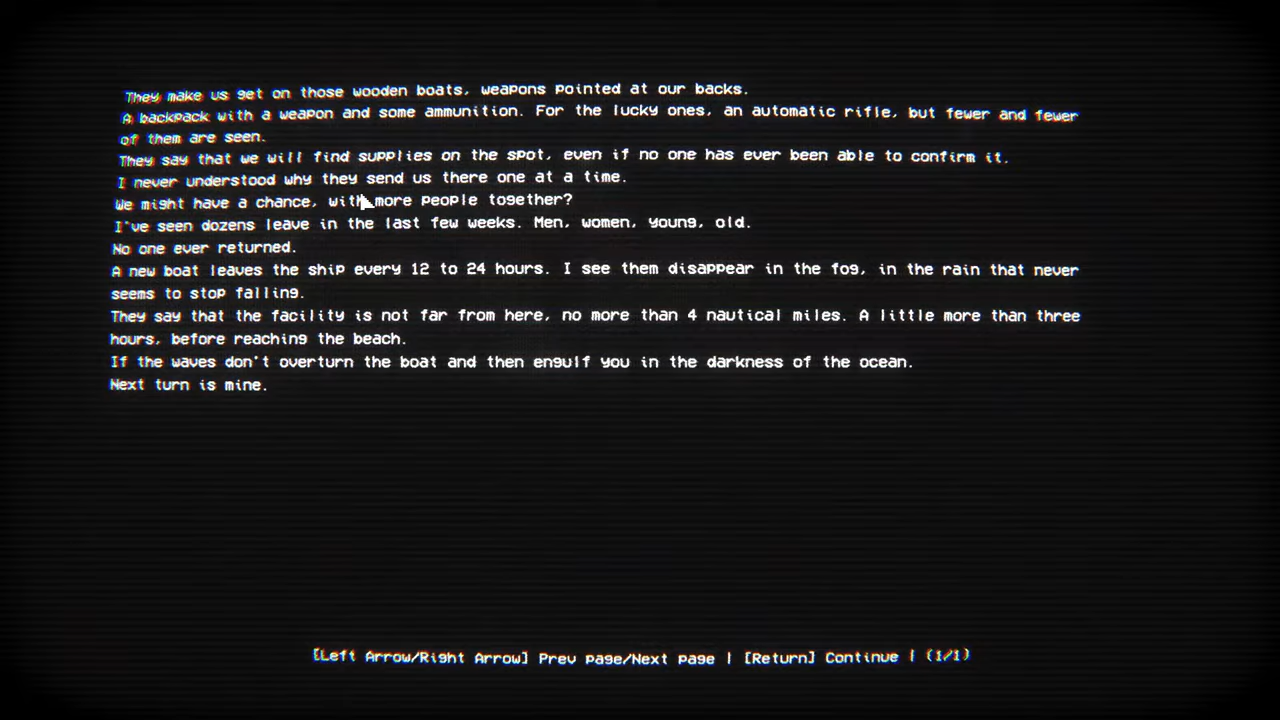 They make us get on those wooden boats, weapons pointed at our backs.
A backpack with a weapon and some ammunition. For the lucky ones, an automatic rifle, but fewer and fewer
of them are seen.
They say that we will find supplies on the spot, even if no one has ever been able to confirm it.
I never understood why they send us there one at a time.
We might have a chance, with more people together?
I've seen dozens leave in the last few weeks. Men, women, young, old.
No one ever returned.
A new boat leaves the ship every 12 to 24 hours. I see them disappear in the fog, in the rain that never
seems to stop falling.
They say that the facility is not far from here, no more than 4 nautical miles. A little more than three
hours, before reaching the beach.
If the waves don't overturn the boat and then engulf you in the darkness of the ocean.
Next turn is mine.
[Left Arrow/Right Arrow] Prev page/Next page | [Return] Continue | (1/1)